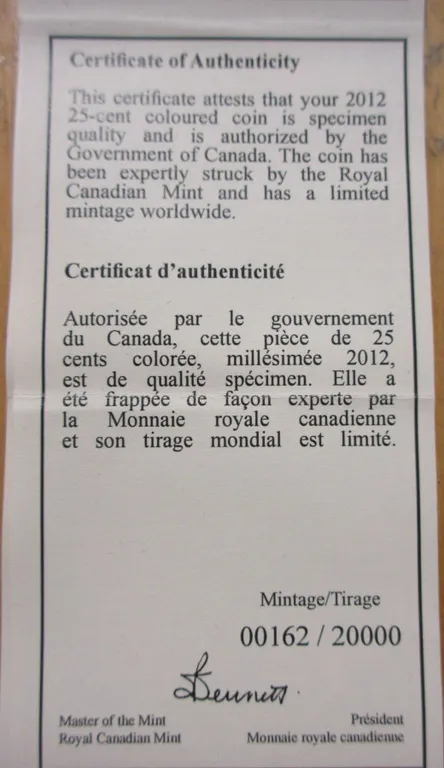 Certificate of Authenticity
This certificate attests that your 2012
25-cent coloured coin is specimen
quality and is authorized by the
Government of Canada. The coin has
been expertly struck by the Royal
Canadian Mint and has a limited
mintage worldwide.
Certificat d'authenticité
Autorisée par le gouvernement
du Canada, cette pièce de 25
cents colorée, millésimée 2012,
est de qualité spécimen. Elle a
été frappée de façon experte par
la Monnaie royale canadienne
et son tirage mondial est limité.
Mintage/Tirage
00162 / 20000
Bennett
Master of the Mint Président
Royal Canadian Mint Monnaie royale canadienne